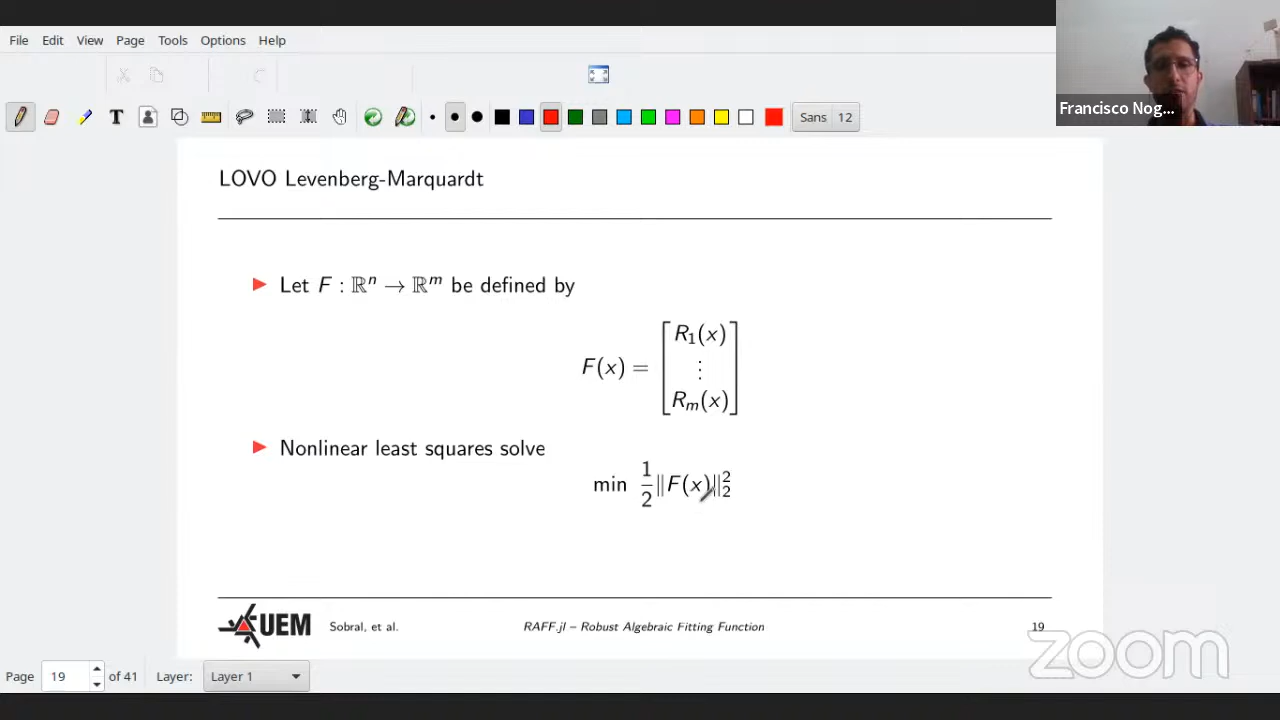 File Edit View Page Tools Options Help
Francisco Nog...
T Sans 12
LOVO Levenberg-Marquardt
▶ Let F : ℝⁿ → ℝᵐ be defined by
F(x) = [R₁(x)
⋮
Rₘ(x)]
▶ Nonlinear least squares solve
min 1/2 ‖F(x)‖₂²
UEM Sobral, et al. RAFF.jl – Robust Algebraic Fitting Function 19
zoom
Page 19 of 41 Layer: Layer 1